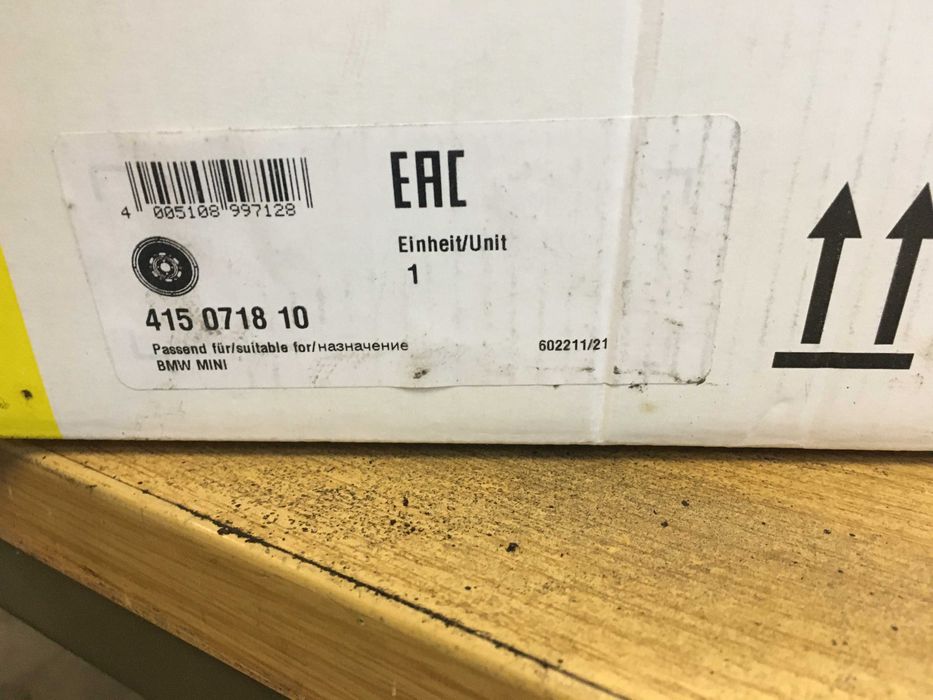 4 005108 997128
EAC
Einheit/Unit
1
415 0718 10
Passend für/suitable for/назначение
BMW MINI
602211/21